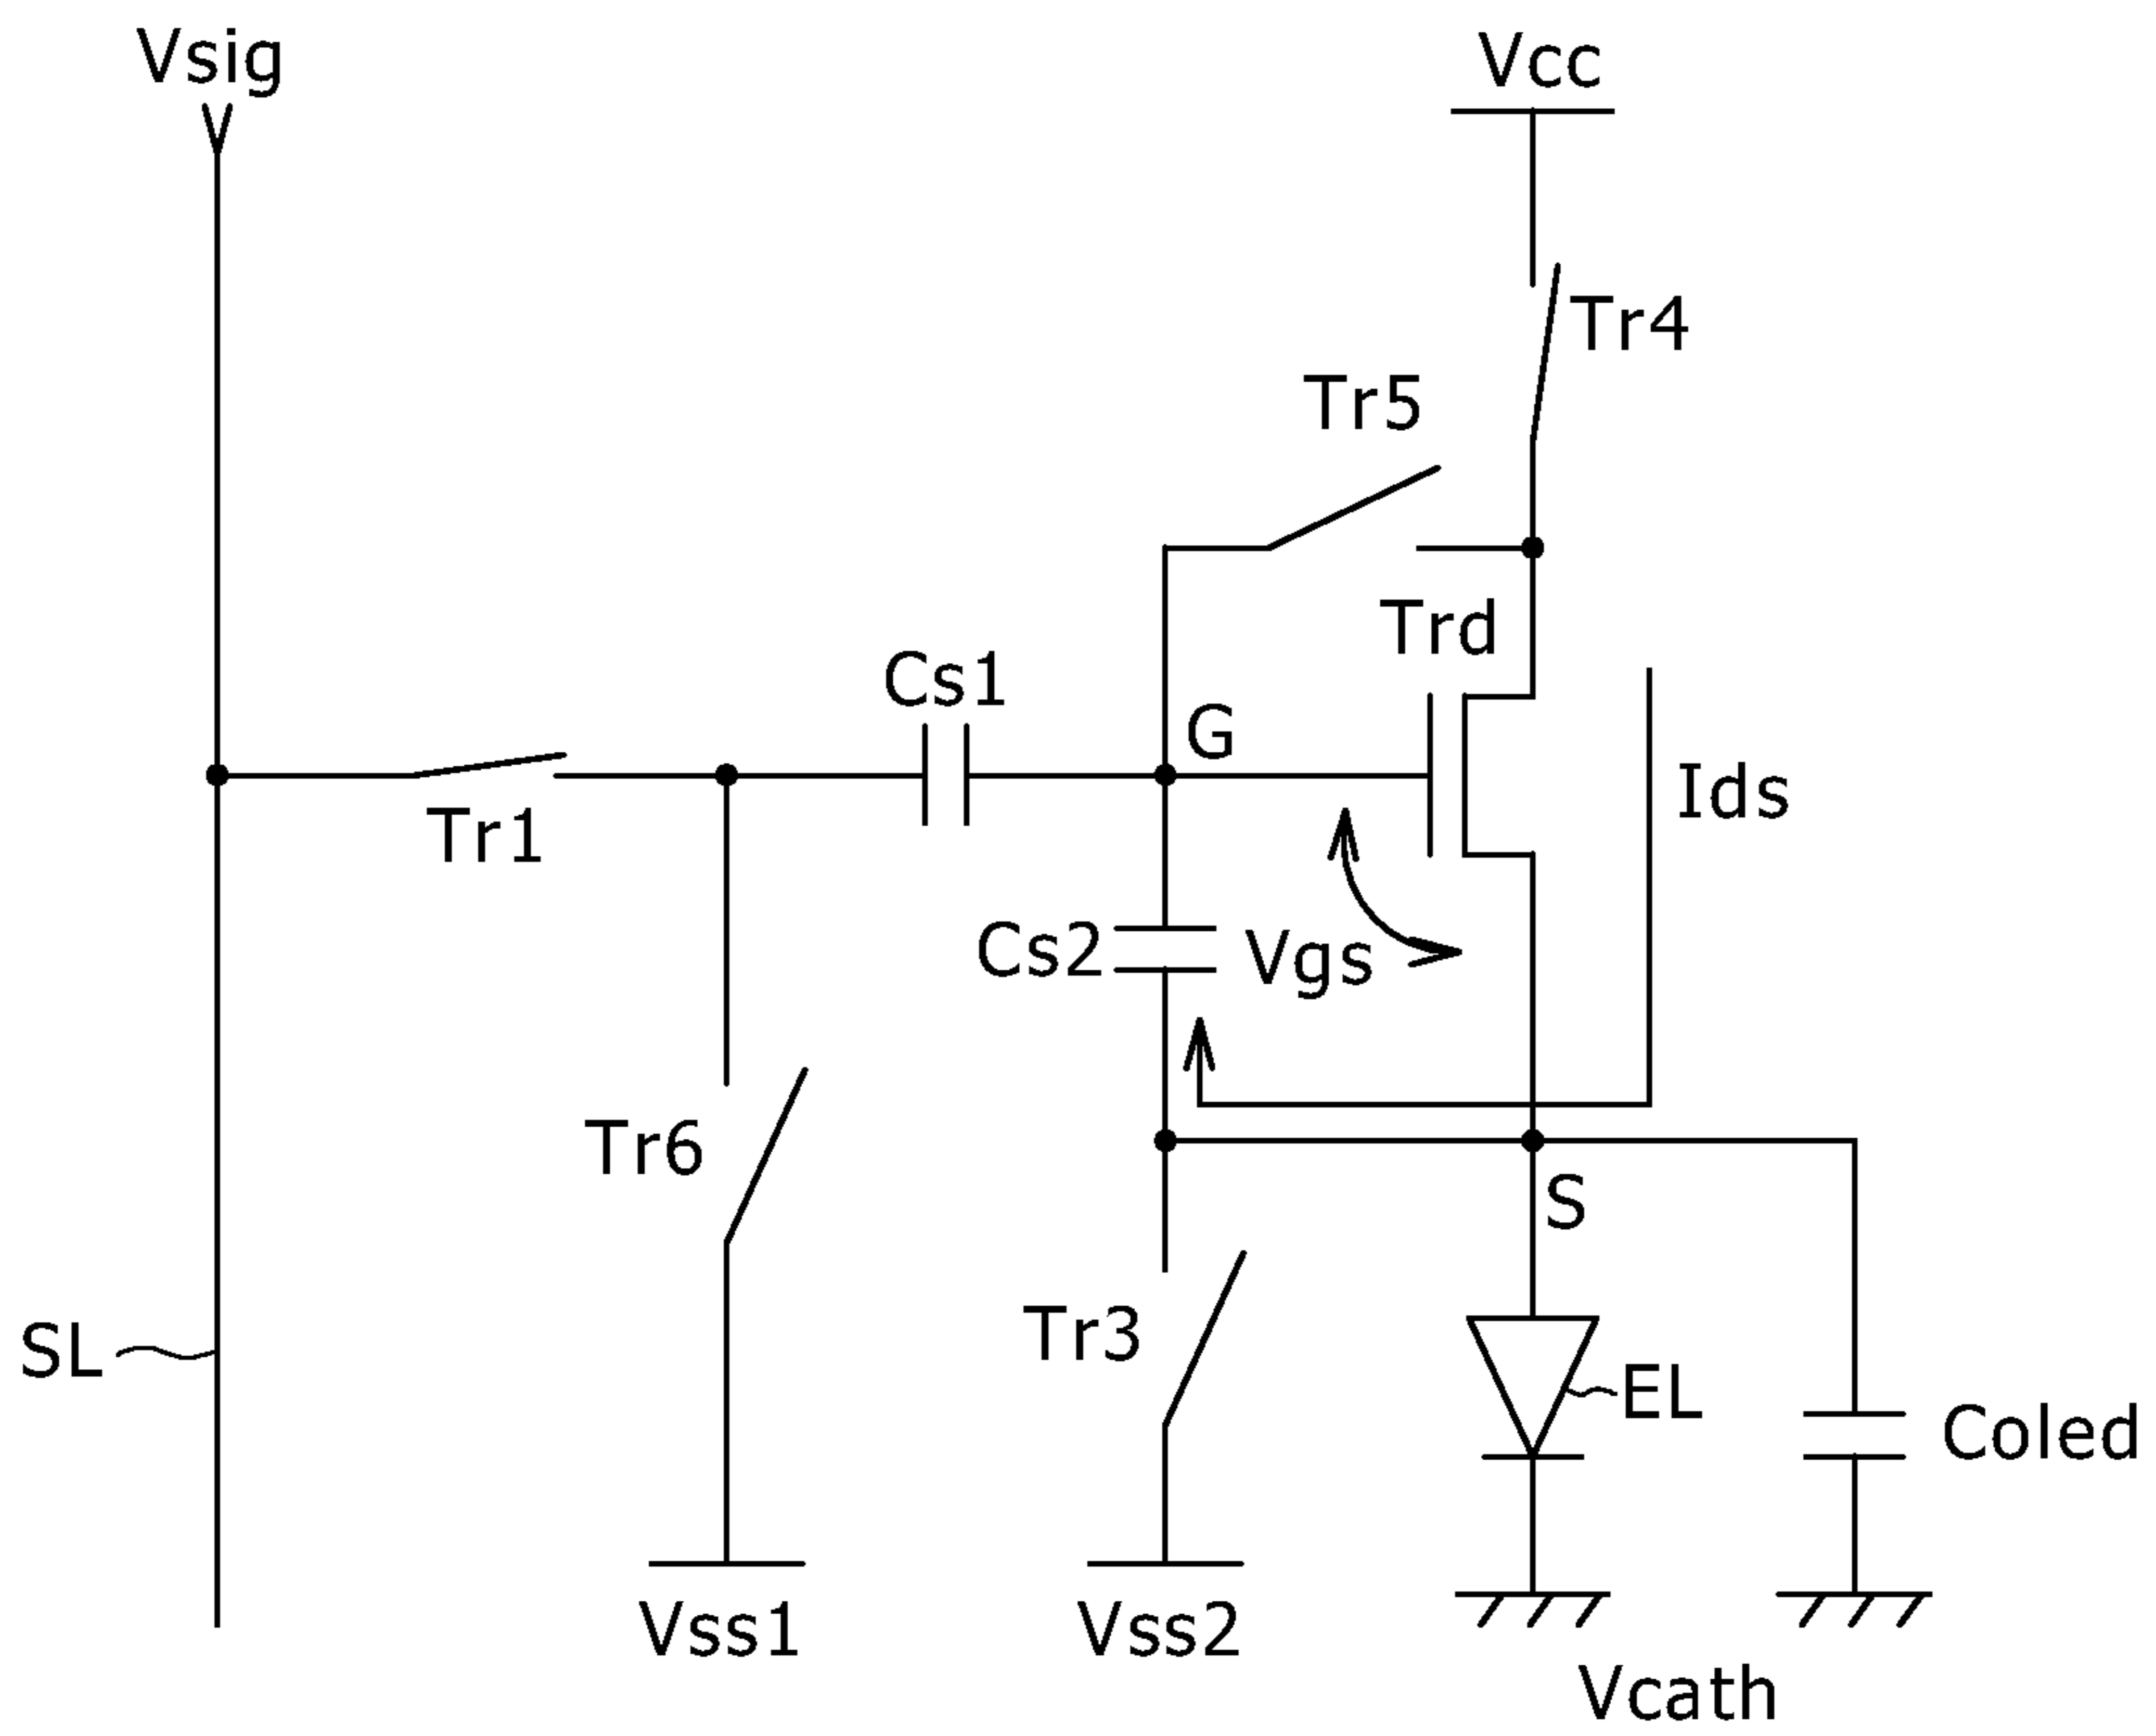 Vsig
Vcc
Tr4
Tr5
Trd
Cs1
G
Ids
Tr1
Cs2
Vgs
Tr6
S
Tr3
SL
EL
Coled
Vss1
Vss2
Vcath